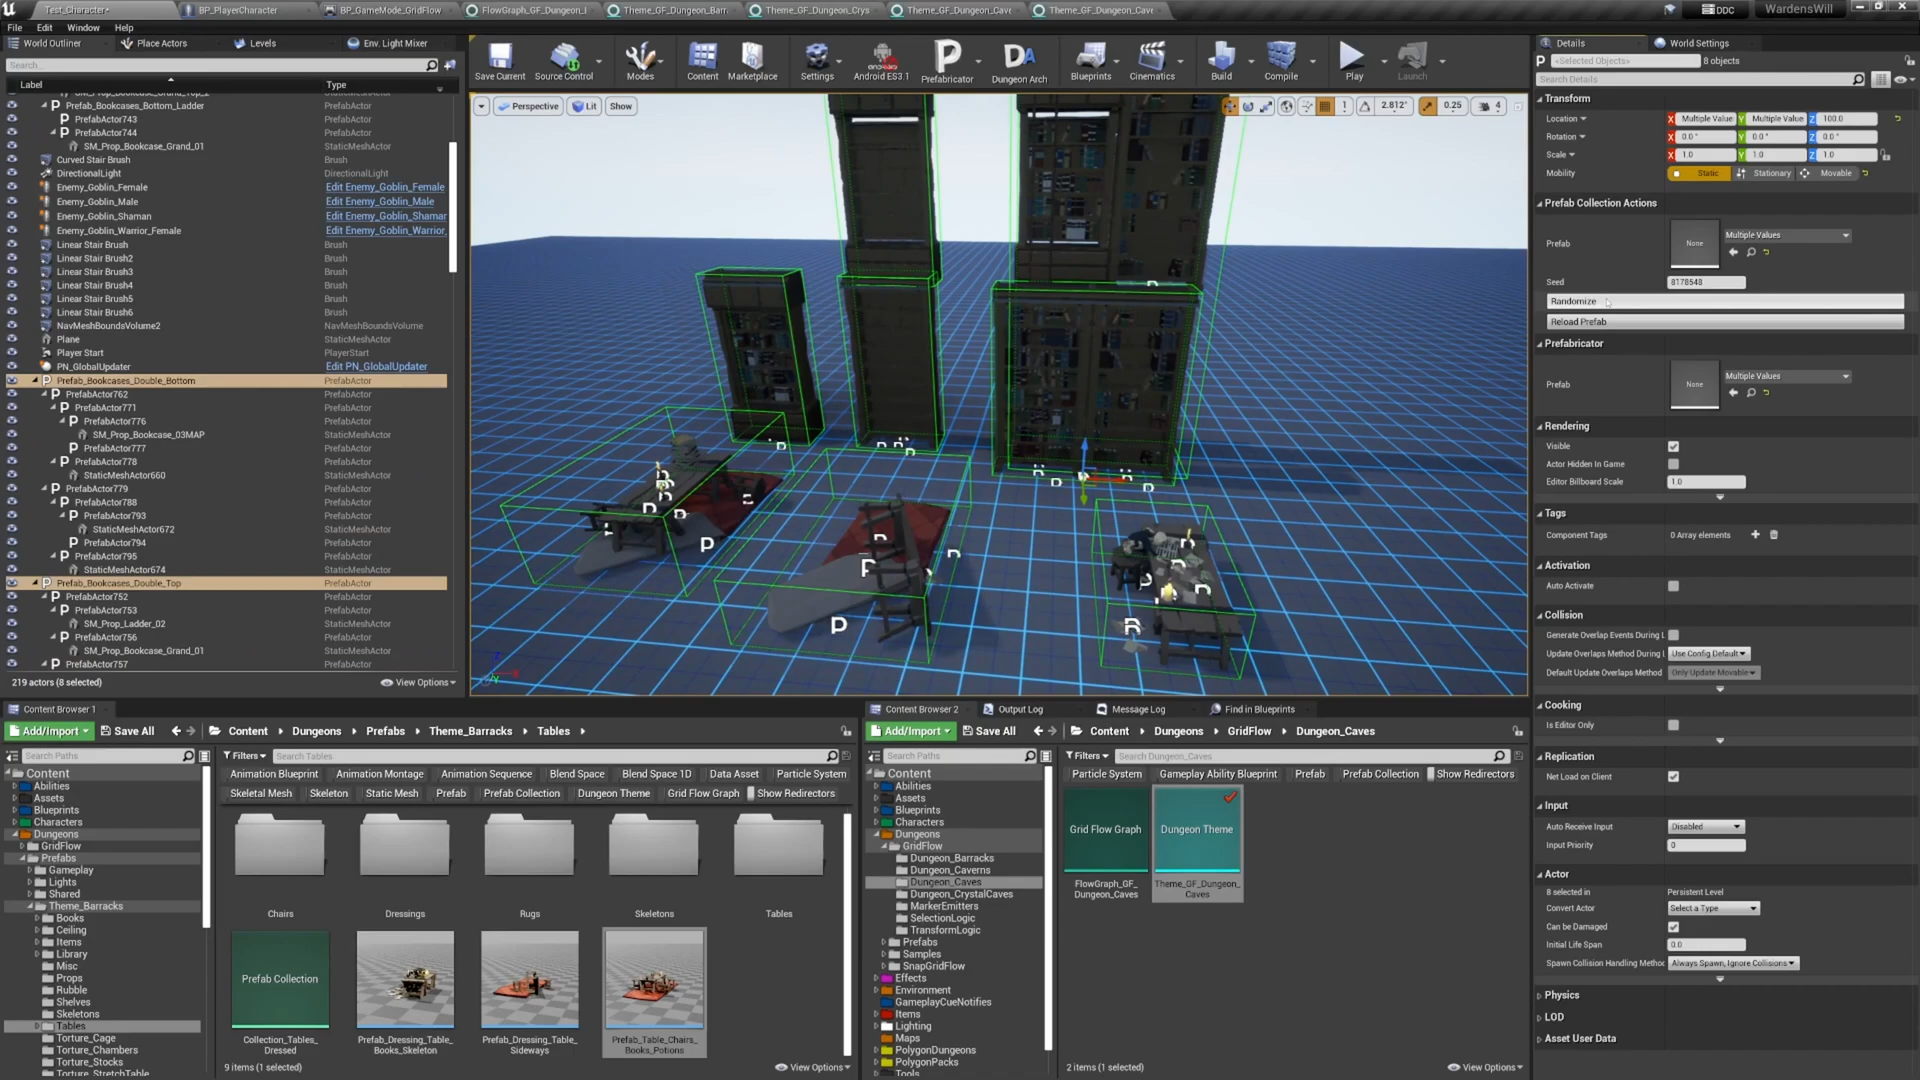 Test_Character*
BP_PlayerCharacter
BP_GameMode_GridFlow
FlowGraph_GF_Dungeon_I
Theme_GF_Dungeon_Barr
Theme_GF_Dungeon_Crys
Theme_GF_Dungeon_Cav
Theme_GF_Dungeon_Cave
DDC
WardensWill
File
Edit
Window
Help
World Outliner
Place Actors
Levels
Env. Light Mixer
Search...
Label
Type
SM_Prop_Bookcase_Grand_Top_2
StaticMeshActor
Prefab_Bookcases_Bottom_Ladder
PrefabActor
PrefabActor743
PrefabActor
PrefabActor744
PrefabActor
SM_Prop_Bookcase_Grand_01
StaticMeshActor
Curved Stair Brush
Brush
DirectionalLight
DirectionalLight
Enemy_Goblin_Female
Edit Enemy_Goblin_Female
Enemy_Goblin_Male
Edit Enemy_Goblin_Male
Enemy_Goblin_Shaman
Edit Enemy_Goblin_Shaman
Enemy_Goblin_Warrior_Female
Edit Enemy_Goblin_Warrior_
Linear Stair Brush
Brush
Linear Stair Brush2
Brush
Linear Stair Brush3
Brush
Linear Stair Brush4
Brush
Linear Stair Brush5
Brush
Linear Stair Brush6
Brush
NavMeshBoundsVolume2
NavMeshBoundsVolume
Plane
StaticMeshActor
Player Start
PlayerStart
PN_GlobalUpdater
Edit PN_GlobalUpdater
Prefab_Bookcases_Double_Bottom
PrefabActor
PrefabActor762
PrefabActor
PrefabActor771
PrefabActor
PrefabActor776
PrefabActor
SM_Prop_Bookcase_03MAP
StaticMeshActor
PrefabActor777
PrefabActor
PrefabActor778
PrefabActor
StaticMeshActor660
StaticMeshActor
PrefabActor779
PrefabActor
PrefabActor788
PrefabActor
PrefabActor793
PrefabActor
StaticMeshActor672
StaticMeshActor
PrefabActor794
PrefabActor
PrefabActor795
PrefabActor
StaticMeshActor674
StaticMeshActor
Prefab_Bookcases_Double_Top
PrefabActor
PrefabActor752
PrefabActor
PrefabActor753
PrefabActor
SM_Prop_Ladder_02
StaticMeshActor
PrefabActor756
PrefabActor
SM_Prop_Bookcase_Grand_01
StaticMeshActor
PrefabActor757
PrefabActor
219 actors (8 selected)
View Options
Save Current
Source Control
Modes
Content
Marketplace
Settings
Android ES3.1
Prefabricator
Dungeon Arch
Blueprints
Cinematics
Build
Compile
Play
Launch
Perspective
Lit
Show
1
2.812°
0.25
4
Details
World Settings
<Selected Objects>
8 objects
Search Details
Transform
Location
X Multiple Value
Y Multiple Value
Z 100.0
Rotation
X 0.0°
Y 0.0°
Z 0.0°
Scale
X 1.0
Y 1.0
Z 1.0
Mobility
Static
Stationary
Movable
Prefab Collection Actions
Prefab
None
Multiple Values
Seed
8178548
Randomize
Reload Prefab
Prefabricator
Prefab
None
Multiple Values
Rendering
Visible
Actor Hidden In Game
Editor Billboard Scale
1.0
Tags
Component Tags
0 Array elements
Activation
Auto Activate
Collision
Generate Overlap Events During L
Update Overlaps Method During L
Use Config Default
Default Update Overlaps Method
Only Update Movable
Cooking
Is Editor Only
Replication
Net Load on Client
Input
Auto Receive Input
Disabled
Input Priority
0
Actor
8 selected in
Persistent Level
Convert Actor
Select a Type
Can be Damaged
Initial Life Span
0.0
Spawn Collision Handling Method
Always Spawn, Ignore Collisions
Physics
LOD
Asset User Data
Content Browser 1
Add/Import
Save All
Content
Dungeons
Prefabs
Theme_Barracks
Tables
Search Paths
Filters
Search Tables
Animation Blueprint
Animation Montage
Animation Sequence
Blend Space
Blend Space 1D
Data Asset
Particle System
Skeletal Mesh
Skeleton
Static Mesh
Prefab
Prefab Collection
Dungeon Theme
Grid Flow Graph
Show Redirectors
Content
Abilities
Assets
Blueprints
Characters
Dungeons
GridFlow
Prefabs
Gameplay
Lights
Shared
Theme_Barracks
Books
Ceiling
Items
Library
Misc
Props
Rubble
Shelves
Skeletons
Tables
Torture_Cage
Torture_Chambers
Torture_Stocks
Torture_StretchTable
Chairs
Dressings
Rugs
Skeletons
Tables
Prefab Collection
Collection_Tables_
Dressed
Prefab_Dressing_Table_
Books_Skeleton
Prefab_Dressing_Table_
Sideways
Prefab_Table_Chairs_
Books_Potions
9 items (1 selected)
View Options
Content Browser 2
Output Log
Message Log
Find in Blueprints
Add/Import
Save All
Content
Dungeons
GridFlow
Dungeon_Caves
Search Paths
Filters
Search Dungeon_Caves
Particle System
Gameplay Ability Blueprint
Prefab
Prefab Collection
Show Redirectors
Content
Abilities
Assets
Blueprints
Characters
Dungeons
GridFlow
Dungeon_Barracks
Dungeon_Caverns
Dungeon_Caves
Dungeon_CrystalCaves
MarkerEmitters
SelectionLogic
TransformLogic
Prefabs
Samples
SnapGridFlow
Effects
Environment
GameplayCueNotifies
Items
Lighting
Maps
PolygonDungeons
PolygonPacks
Tools
Grid Flow Graph
FlowGraph_GF_
Dungeon_Caves
Dungeon Theme
Theme_GF_Dungeon_
Caves
2 items (1 selected)
View Options